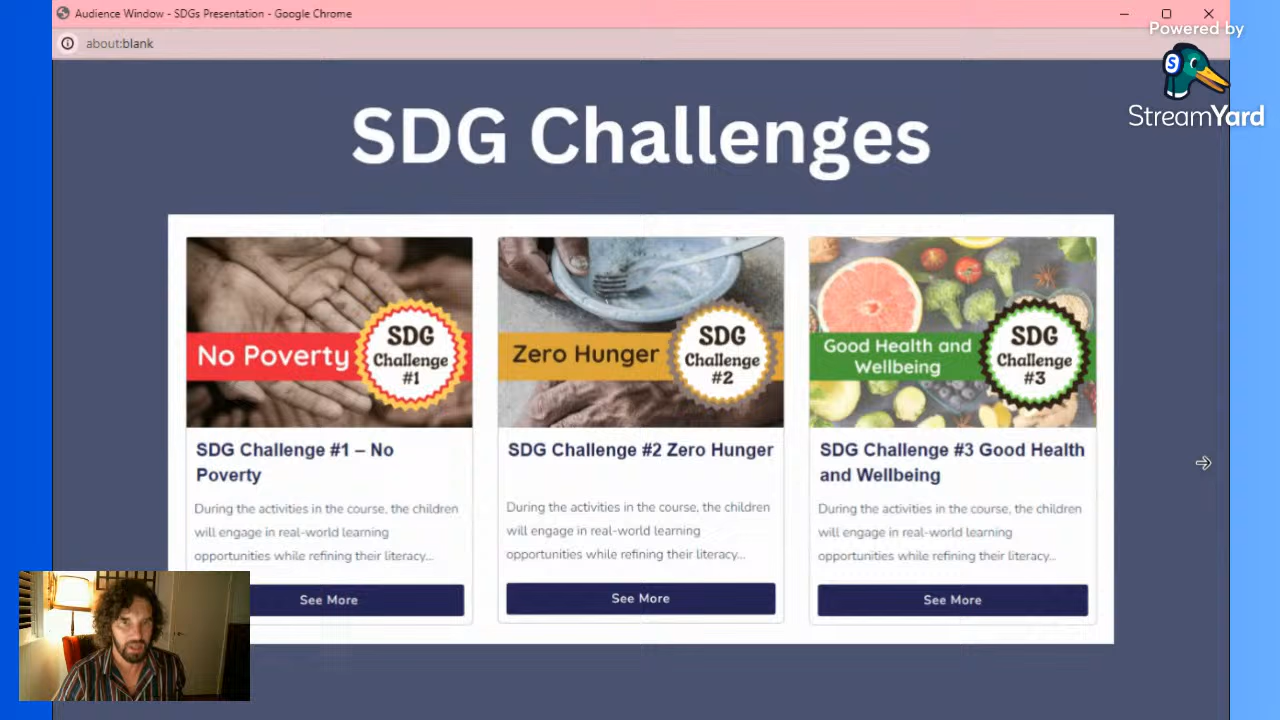 Audience Window - SDGs Presentation - Google Chrome
about:blank
Powered by
S
StreamYard
SDG Challenges
No Poverty
SDG
Challenge
#1
Zero Hunger
SDG
Challenge
#2
Good Health and
Wellbeing
SDG
Challenge
#3
SDG Challenge #1 – No
Poverty
During the activities in the course, the children
will engage in real-world learning
opportunities while refining their literacy...
See More
SDG Challenge #2 Zero Hunger
During the activities in the course, the children
will engage in real-world learning
opportunities while refining their literacy...
See More
SDG Challenge #3 Good Health
and Wellbeing
During the activities in the course, the children
will engage in real-world learning
opportunities while refining their literacy...
See More